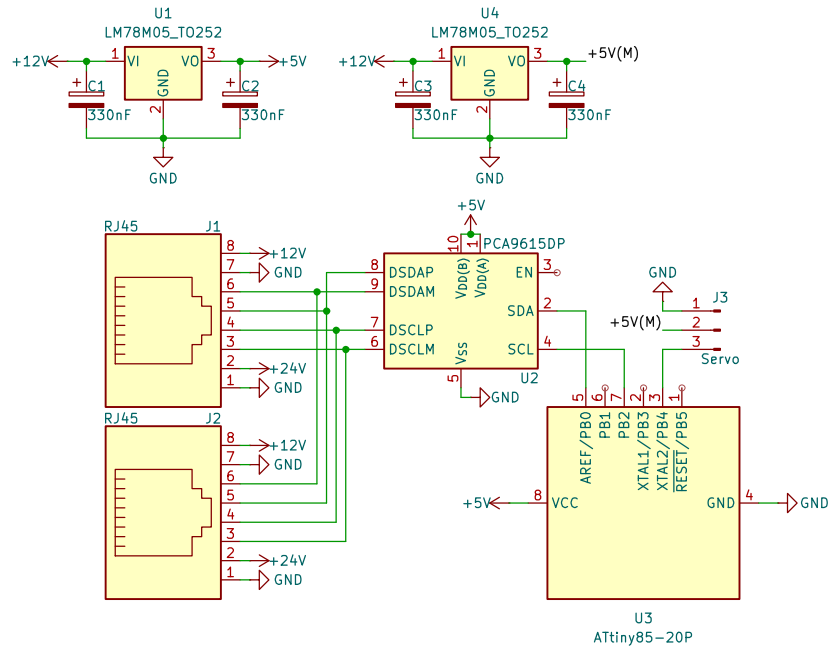 U1
LM78M05_TO252
+12V
1
VI
VO
3
+5V
GND
2
+
C1
330nF
+
C2
330nF
GND
U4
LM78M05_TO252
+12V
1
VI
VO
3
+5V(M)
GND
2
+
C3
330nF
+
C4
330nF
GND
RJ45
J1
8
+12V
7
GND
6
5
4
3
2
+24V
1
GND
RJ45
J2
8
+12V
7
GND
6
5
4
3
2
+24V
1
GND
+5V
PCA9615DP
10
1
VDD(B)
VDD(A)
8
DSDAP
9
DSDAM
7
DSCLP
6
DSCLM
EN
3
SDA
2
SCL
4
Vss
5
U2
GND
GND
J3
1
+5V(M)
2
3
Servo
5
6
7
2
3
1
AREF/PB0
PB1
PB2
XTAL1/PB3
XTAL2/PB4
RESET/PB5
+5V
8
VCC
GND
4
GND
U3
ATtiny85-20P